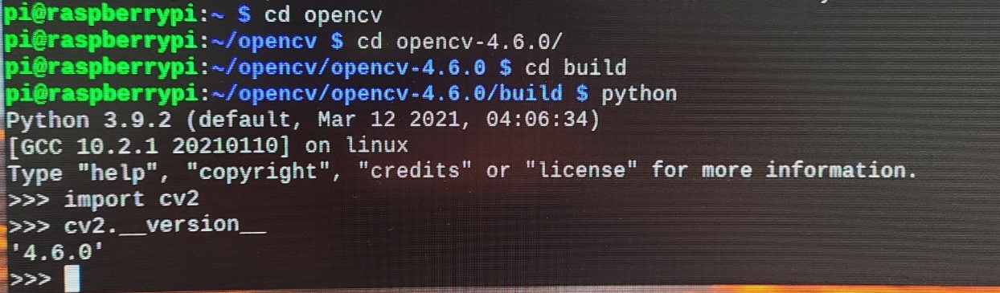 pi@raspberrypi:~ $ cd opencv
pi@raspberrypi:~/opencv $ cd opencv-4.6.0/
pi@raspberrypi:~/opencv/opencv-4.6.0 $ cd build
pi@raspberrypi:~/opencv/opencv-4.6.0/build $ python
Python 3.9.2 (default, Mar 12 2021, 04:06:34)
[GCC 10.2.1 20210110] on linux
Type "help", "copyright", "credits" or "license" for more information.
>>> import cv2
>>> cv2.__version__
'4.6.0'
>>>